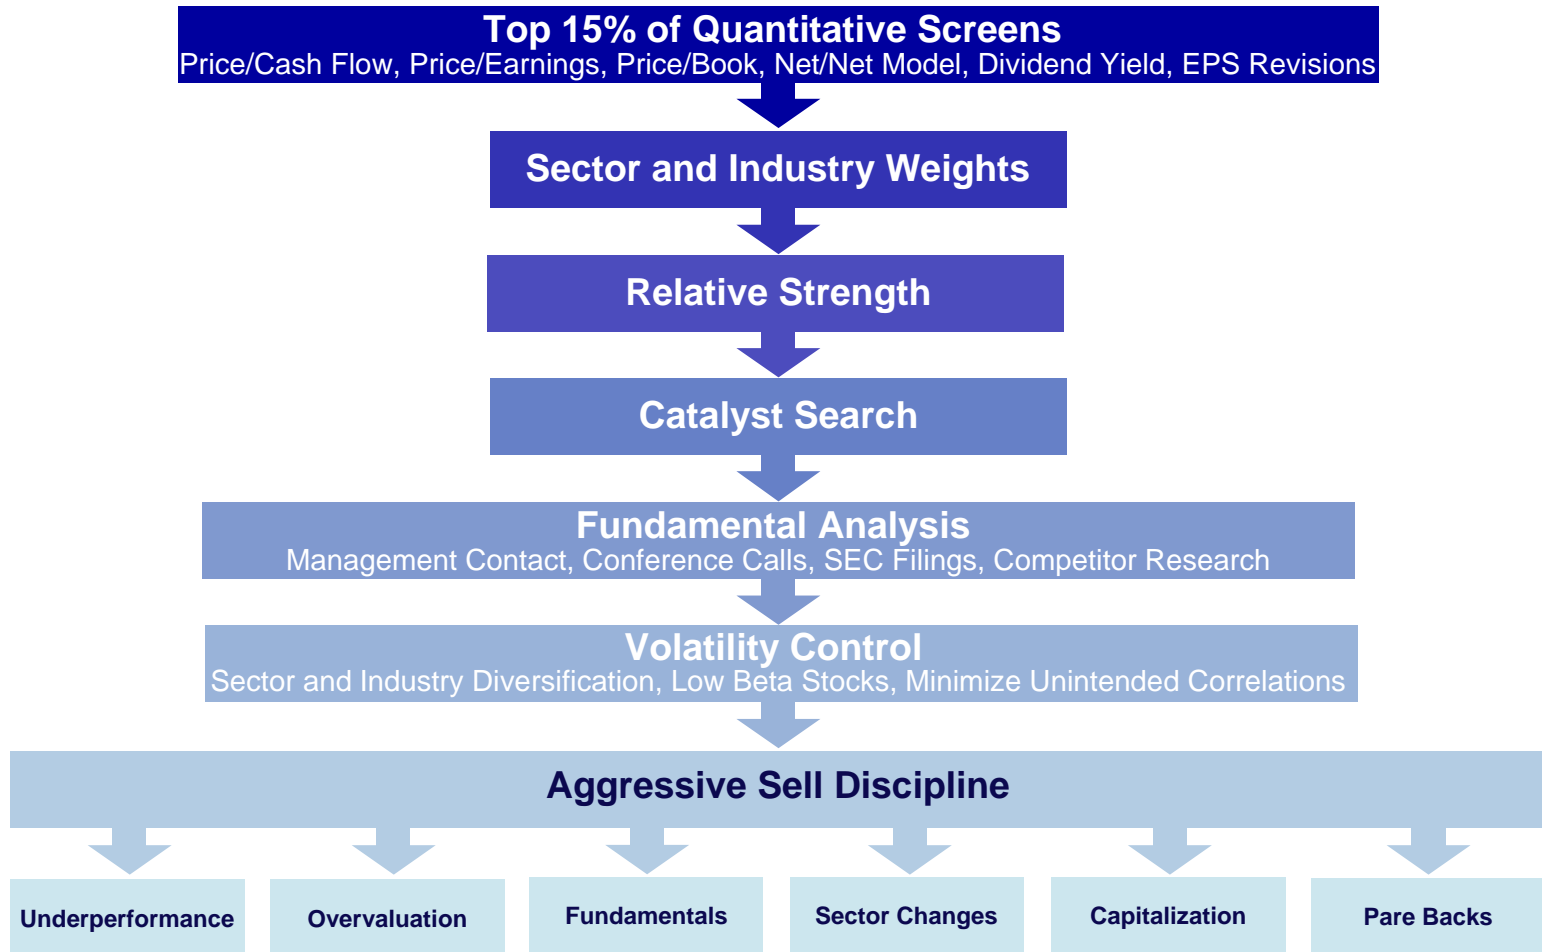 Top 15% of Quantitative Screens
Price/Cash Flow, Price/Earnings, Price/Book, Net/Net Model, Dividend Yield, EPS Revisions
Sector and Industry Weights
Relative Strength
Catalyst Search
Fundamental Analysis
Management Contact, Conference Calls, SEC Filings, Competitor Research
Volatility Control
Sector and Industry Diversification, Low Beta Stocks, Minimize Unintended Correlations
Aggressive Sell Discipline
Underperformance
Overvaluation
Fundamentals
Sector Changes
Capitalization
Pare Backs